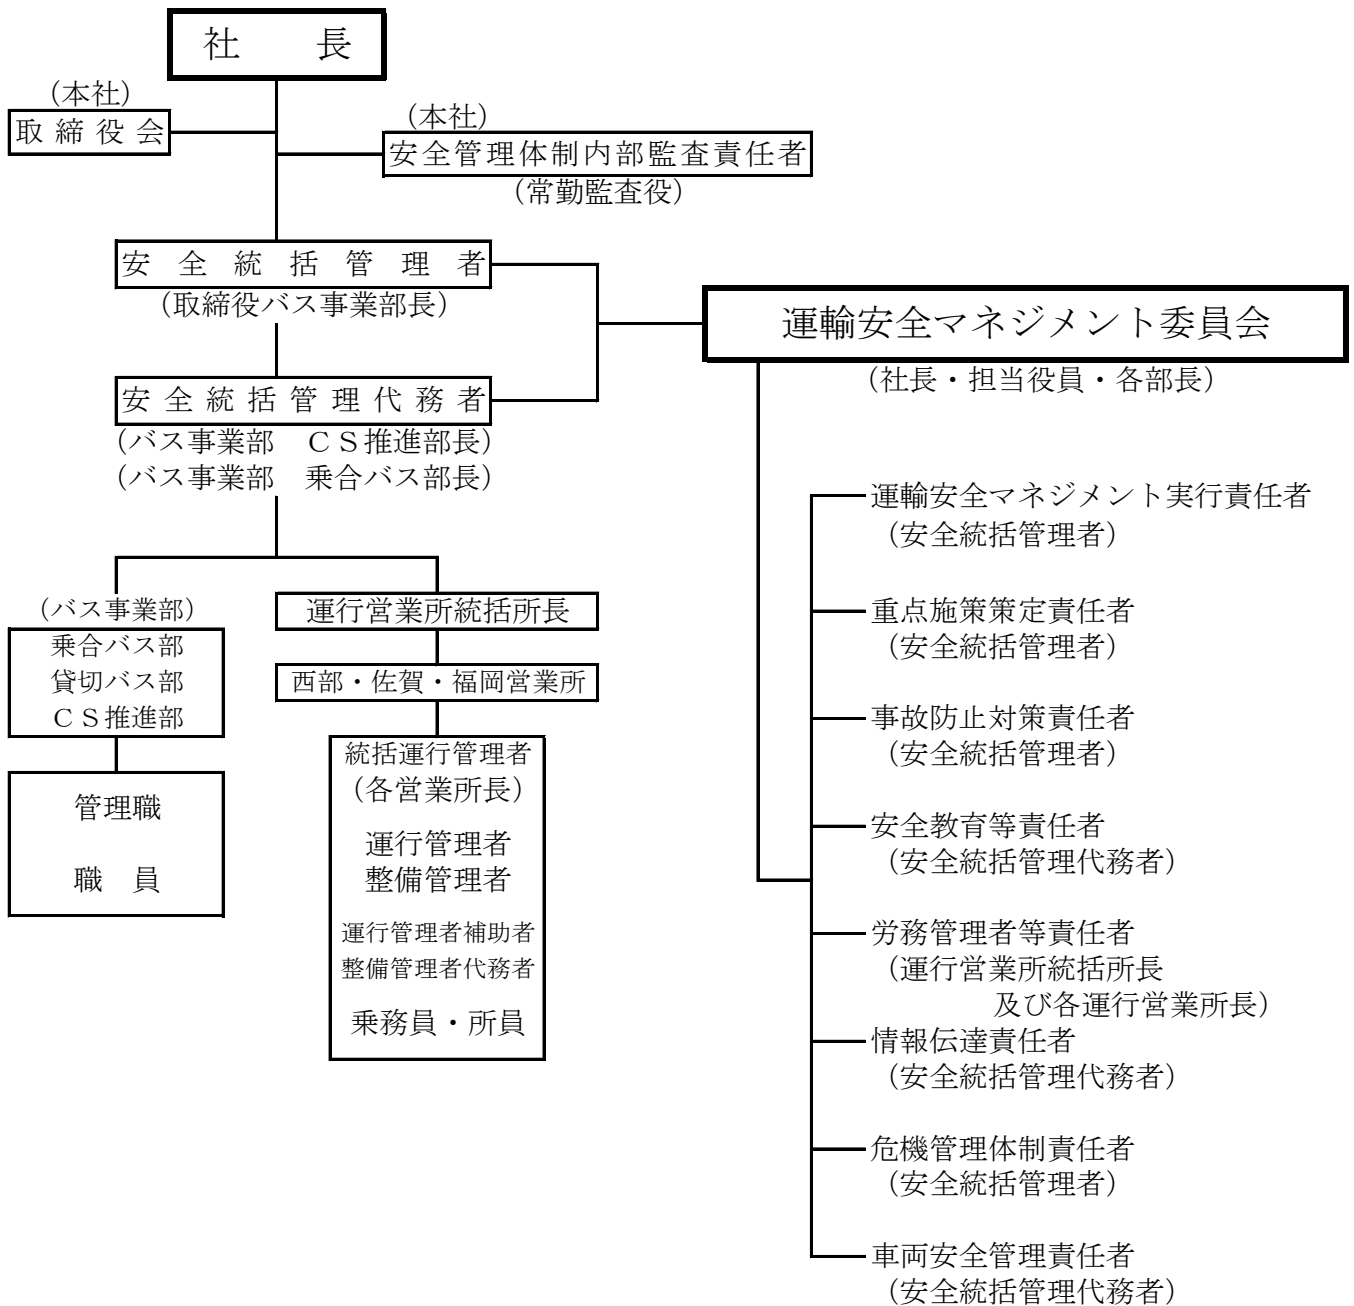 社　　長
（本社）
取締役会
（本社）
安全管理体制内部監査責任者
（常勤監査役）
安全統括管理者
（取締役バス事業部長）
安全統括管理代務者
（バス事業部　ＣＳ推進部長）
（バス事業部　乗合バス部長）
（バス事業部）
乗合バス部
貸切バス部
ＣＳ推進部
管理職
職　員
運行営業所統括所長
西部・佐賀・福岡営業所
統括運行管理者
（各営業所長）
運行管理者
整備管理者
運行管理者補助者
整備管理者代務者
乗務員・所員
運輸安全マネジメント委員会
（社長・担当役員・各部長）
運輸安全マネジメント実行責任者
（安全統括管理者）
重点施策策定責任者
（安全統括管理者）
事故防止対策責任者
（安全統括管理者）
安全教育等責任者
（安全統括管理代務者）
労務管理者等責任者
（運行営業所統括所長
及び各運行営業所長）
情報伝達責任者
（安全統括管理代務者）
危機管理体制責任者
（安全統括管理者）
車両安全管理責任者
（安全統括管理代務者）